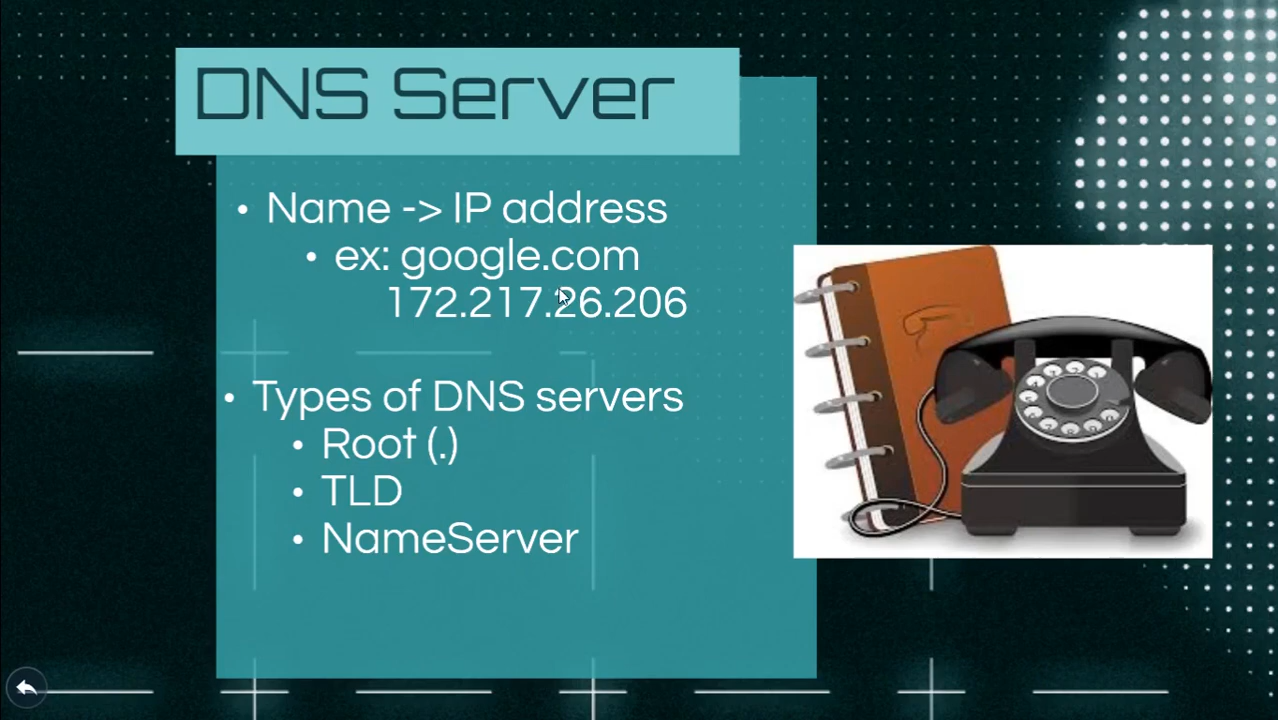 DNS Server
• Name -> IP address
• ex: google.com
172.217.26.206
• Types of DNS servers
• Root (.)
• TLD
• NameServer